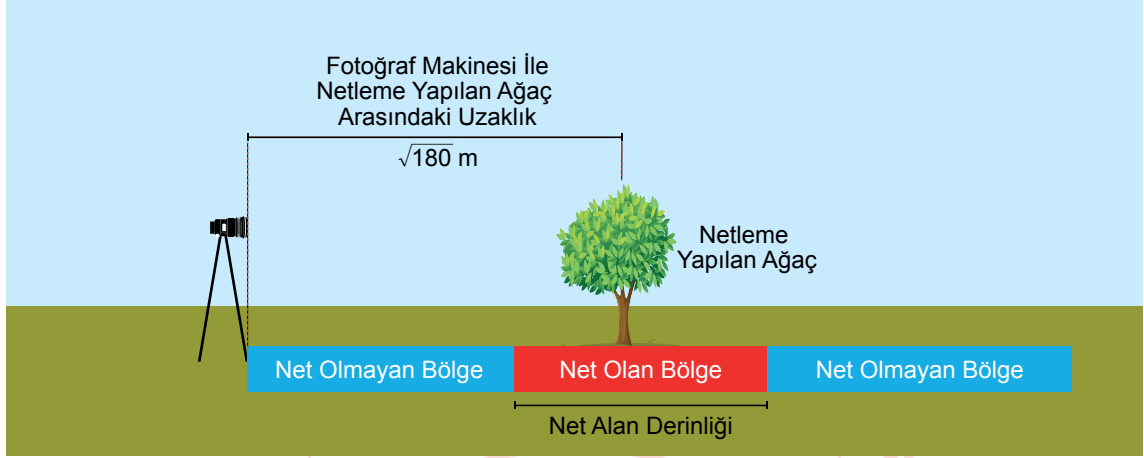 Fotoğraf Makinesi İle
Netleme Yapılan Ağaç
Arasındaki Uzaklık
√180 m
Netleme
Yapılan Ağaç
Net Olmayan Bölge
Net Olan Bölge
Net Olmayan Bölge
Net Alan Derinliği